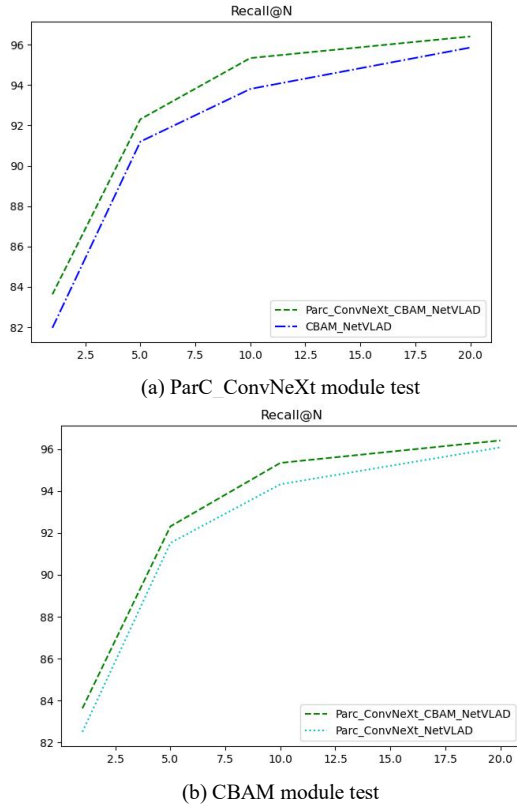 Recall@N
96
94
92
90
88
86
84
82
Parc_ConvNeXt_CBAM_NetVLAD
CBAM_NetVLAD
2.5 5.0 7.5 10.0 12.5 15.0 17.5 20.0
(a) ParC_ConvNeXt module test
Recall@N
96
94
92
90
88
86
84
82
Parc_ConvNeXt_CBAM_NetVLAD
Parc_ConvNeXt_NetVLAD
2.5 5.0 7.5 10.0 12.5 15.0 17.5 20.0
(b) CBAM module test